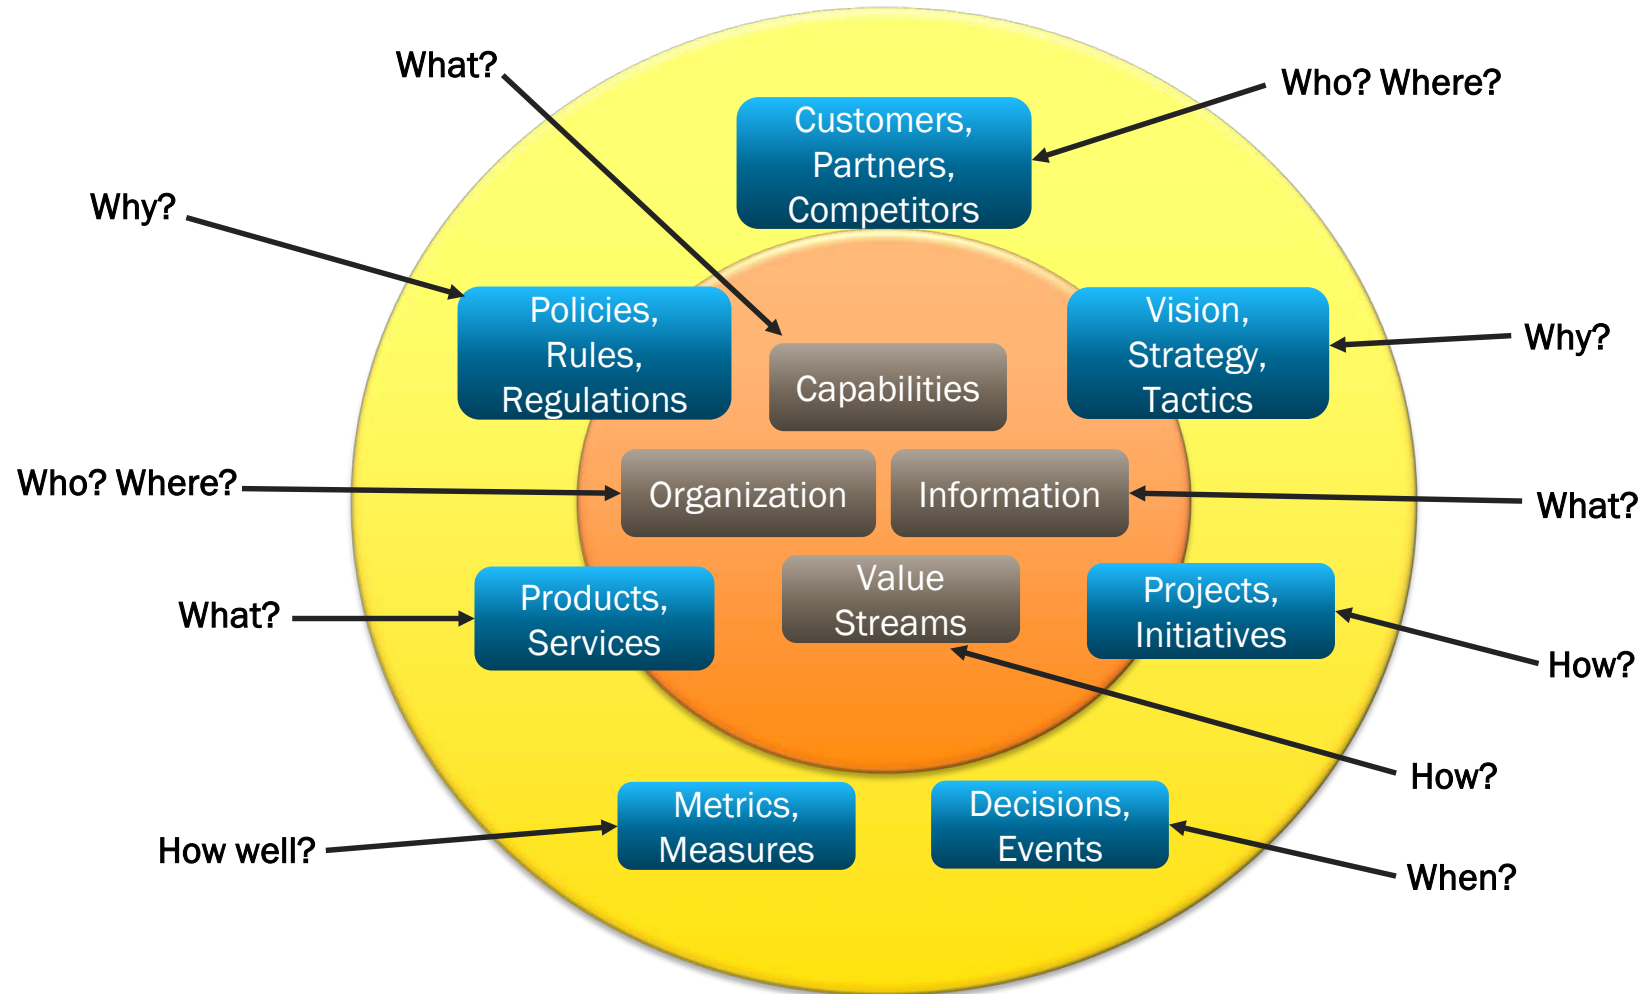 What?
Who? Where?
Customers,
Partners,
Competitors
Why?
Policies,
Rules,
Regulations
Vision,
Strategy,
Tactics
Why?
Capabilities
Who? Where?
Organization
Information
What?
What?
Products,
Services
Value
Streams
Projects,
Initiatives
How?
How?
How well?
Metrics,
Measures
Decisions,
Events
When?